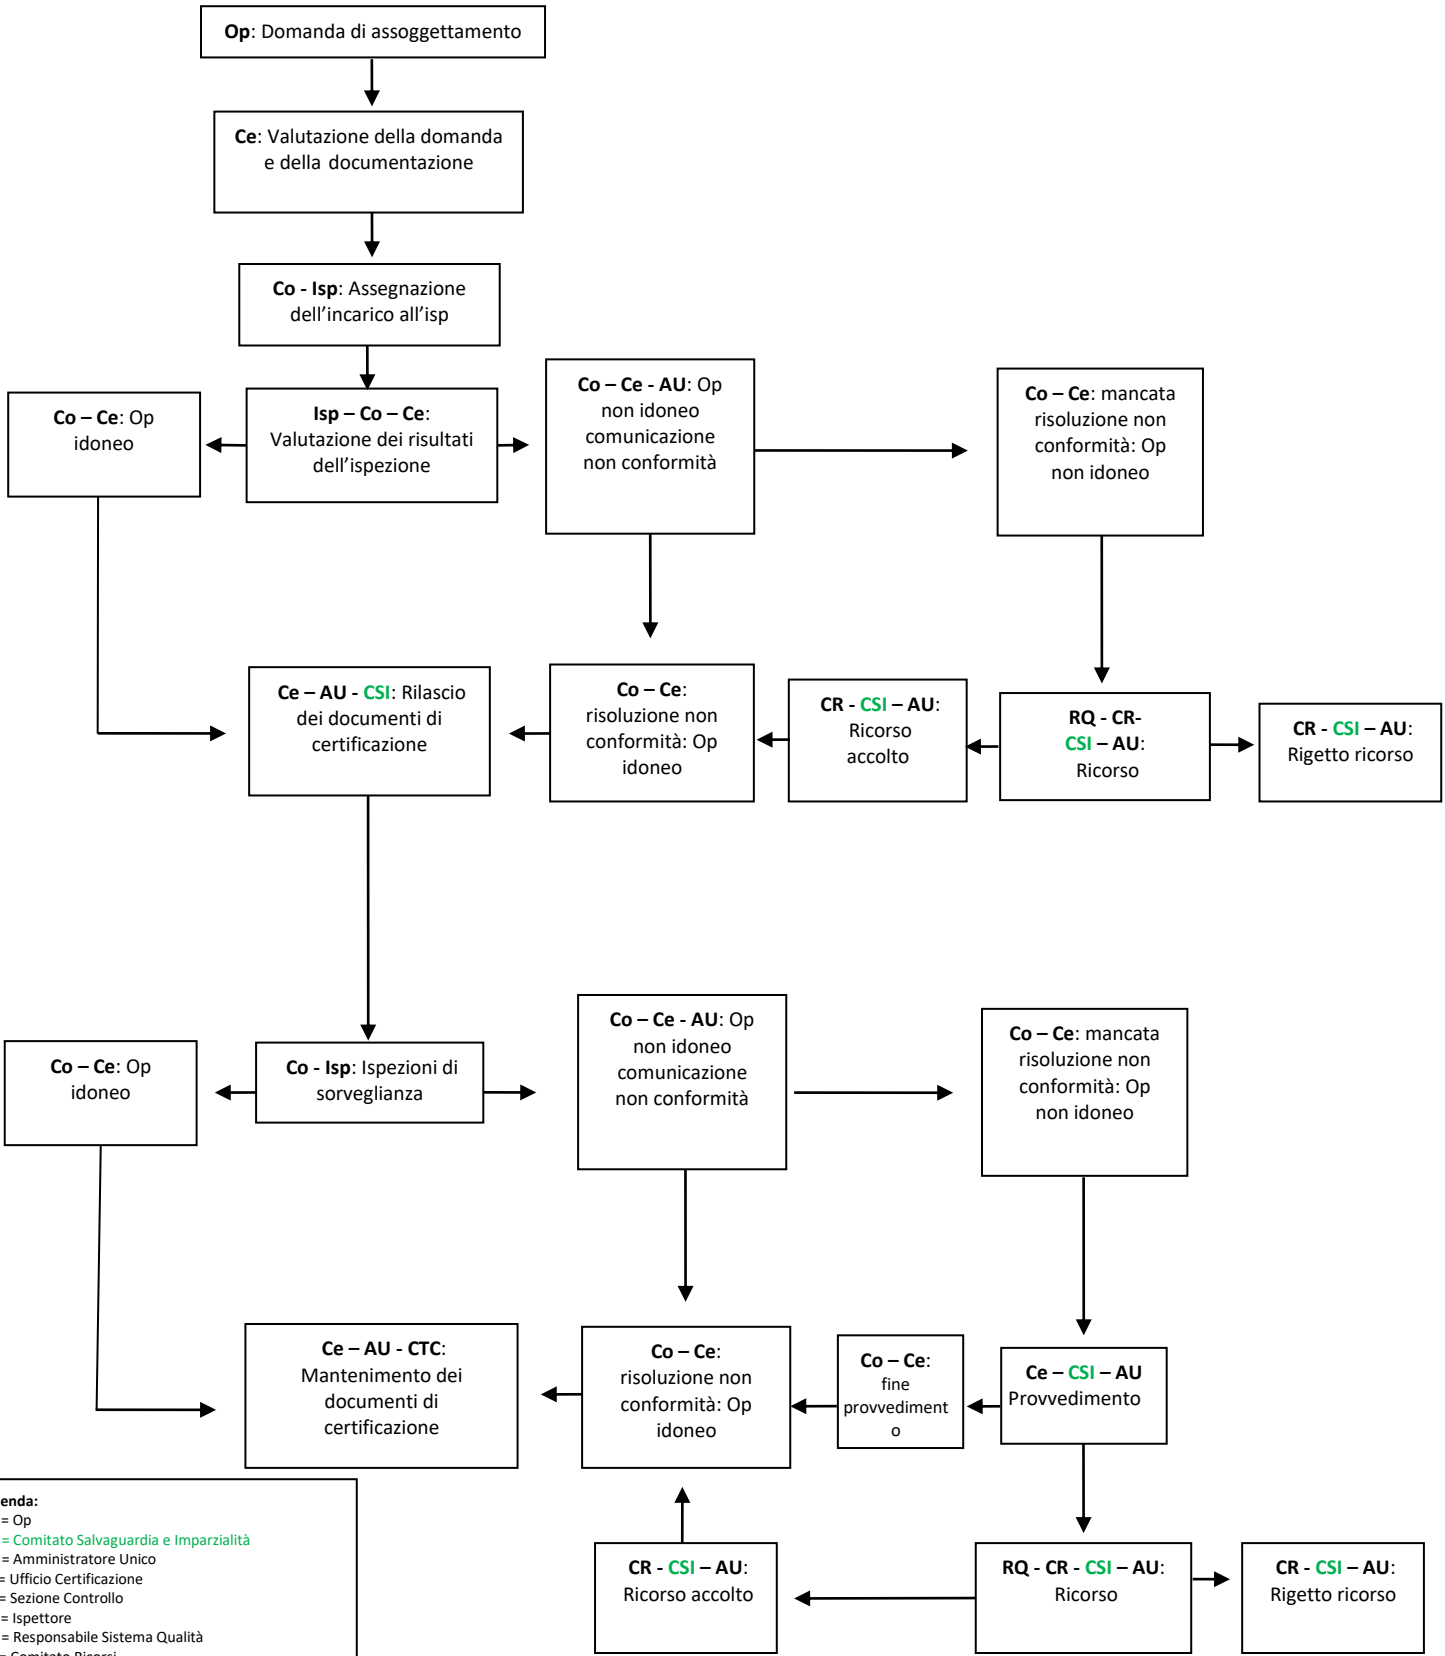 Op: Domanda di assoggettamento
Ce: Valutazione della domanda
e della documentazione
Co - Isp: Assegnazione
dell’incarico all’isp
Co – Ce: Op
idoneo
Isp – Co – Ce:
Valutazione dei risultati
dell’ispezione
Co – Ce - AU: Op
non idoneo
comunicazione
non conformità
Co – Ce: mancata
risoluzione non
conformità: Op
non idoneo
Ce – AU - CSI: Rilascio
dei documenti di
certificazione
Co – Ce:
risoluzione non
conformità: Op
idoneo
CR - CSI – AU:
Ricorso
accolto
RQ - CR-
CSI – AU:
Ricorso
CR - CSI – AU:
Rigetto ricorso
Co – Ce: Op
idoneo
Co - Isp: Ispezioni di
sorveglianza
Co – Ce - AU: Op
non idoneo
comunicazione
non conformità
Co – Ce: mancata
risoluzione non
conformità: Op
non idoneo
Ce – AU - CTC:
Mantenimento dei
documenti di
certificazione
Co – Ce:
risoluzione non
conformità: Op
idoneo
Co – Ce:
fine
provvediment
o
Ce – CSI – AU
Provvedimento
CR - CSI – AU:
Ricorso accolto
RQ - CR - CSI – AU:
Ricorso
CR - CSI – AU:
Rigetto ricorso
enda:
= Op
= Comitato Salvaguardia e Imparzialità
= Amministratore Unico
= Ufficio Certificazione
= Sezione Controllo
= Ispettore
= Responsabile Sistema Qualità
= Comitato Ricorsi